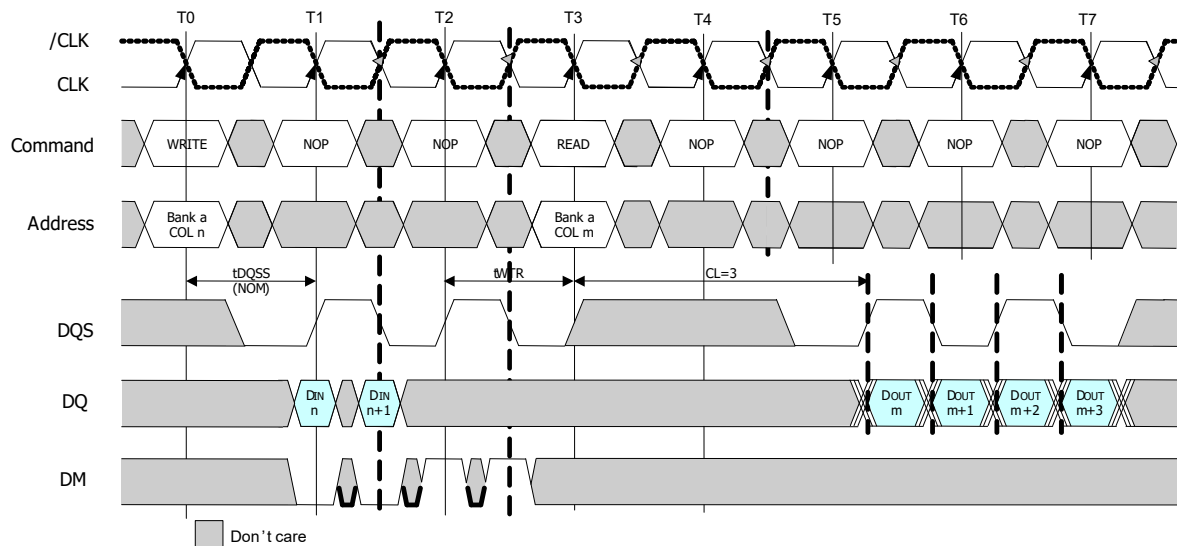 T0 T1 T2 T3 T4 T5 T6 T7
/CLK
CLK
Command WRITE NOP NOP READ NOP NOP NOP NOP
Address Bank a COL n Bank a COL m
tDQSS (NOM) tWTR CL=3
DQS
DQ DIN n DIN n+1 DOUT m DOUT m+1 DOUT m+2 DOUT m+3
DM
Don't care